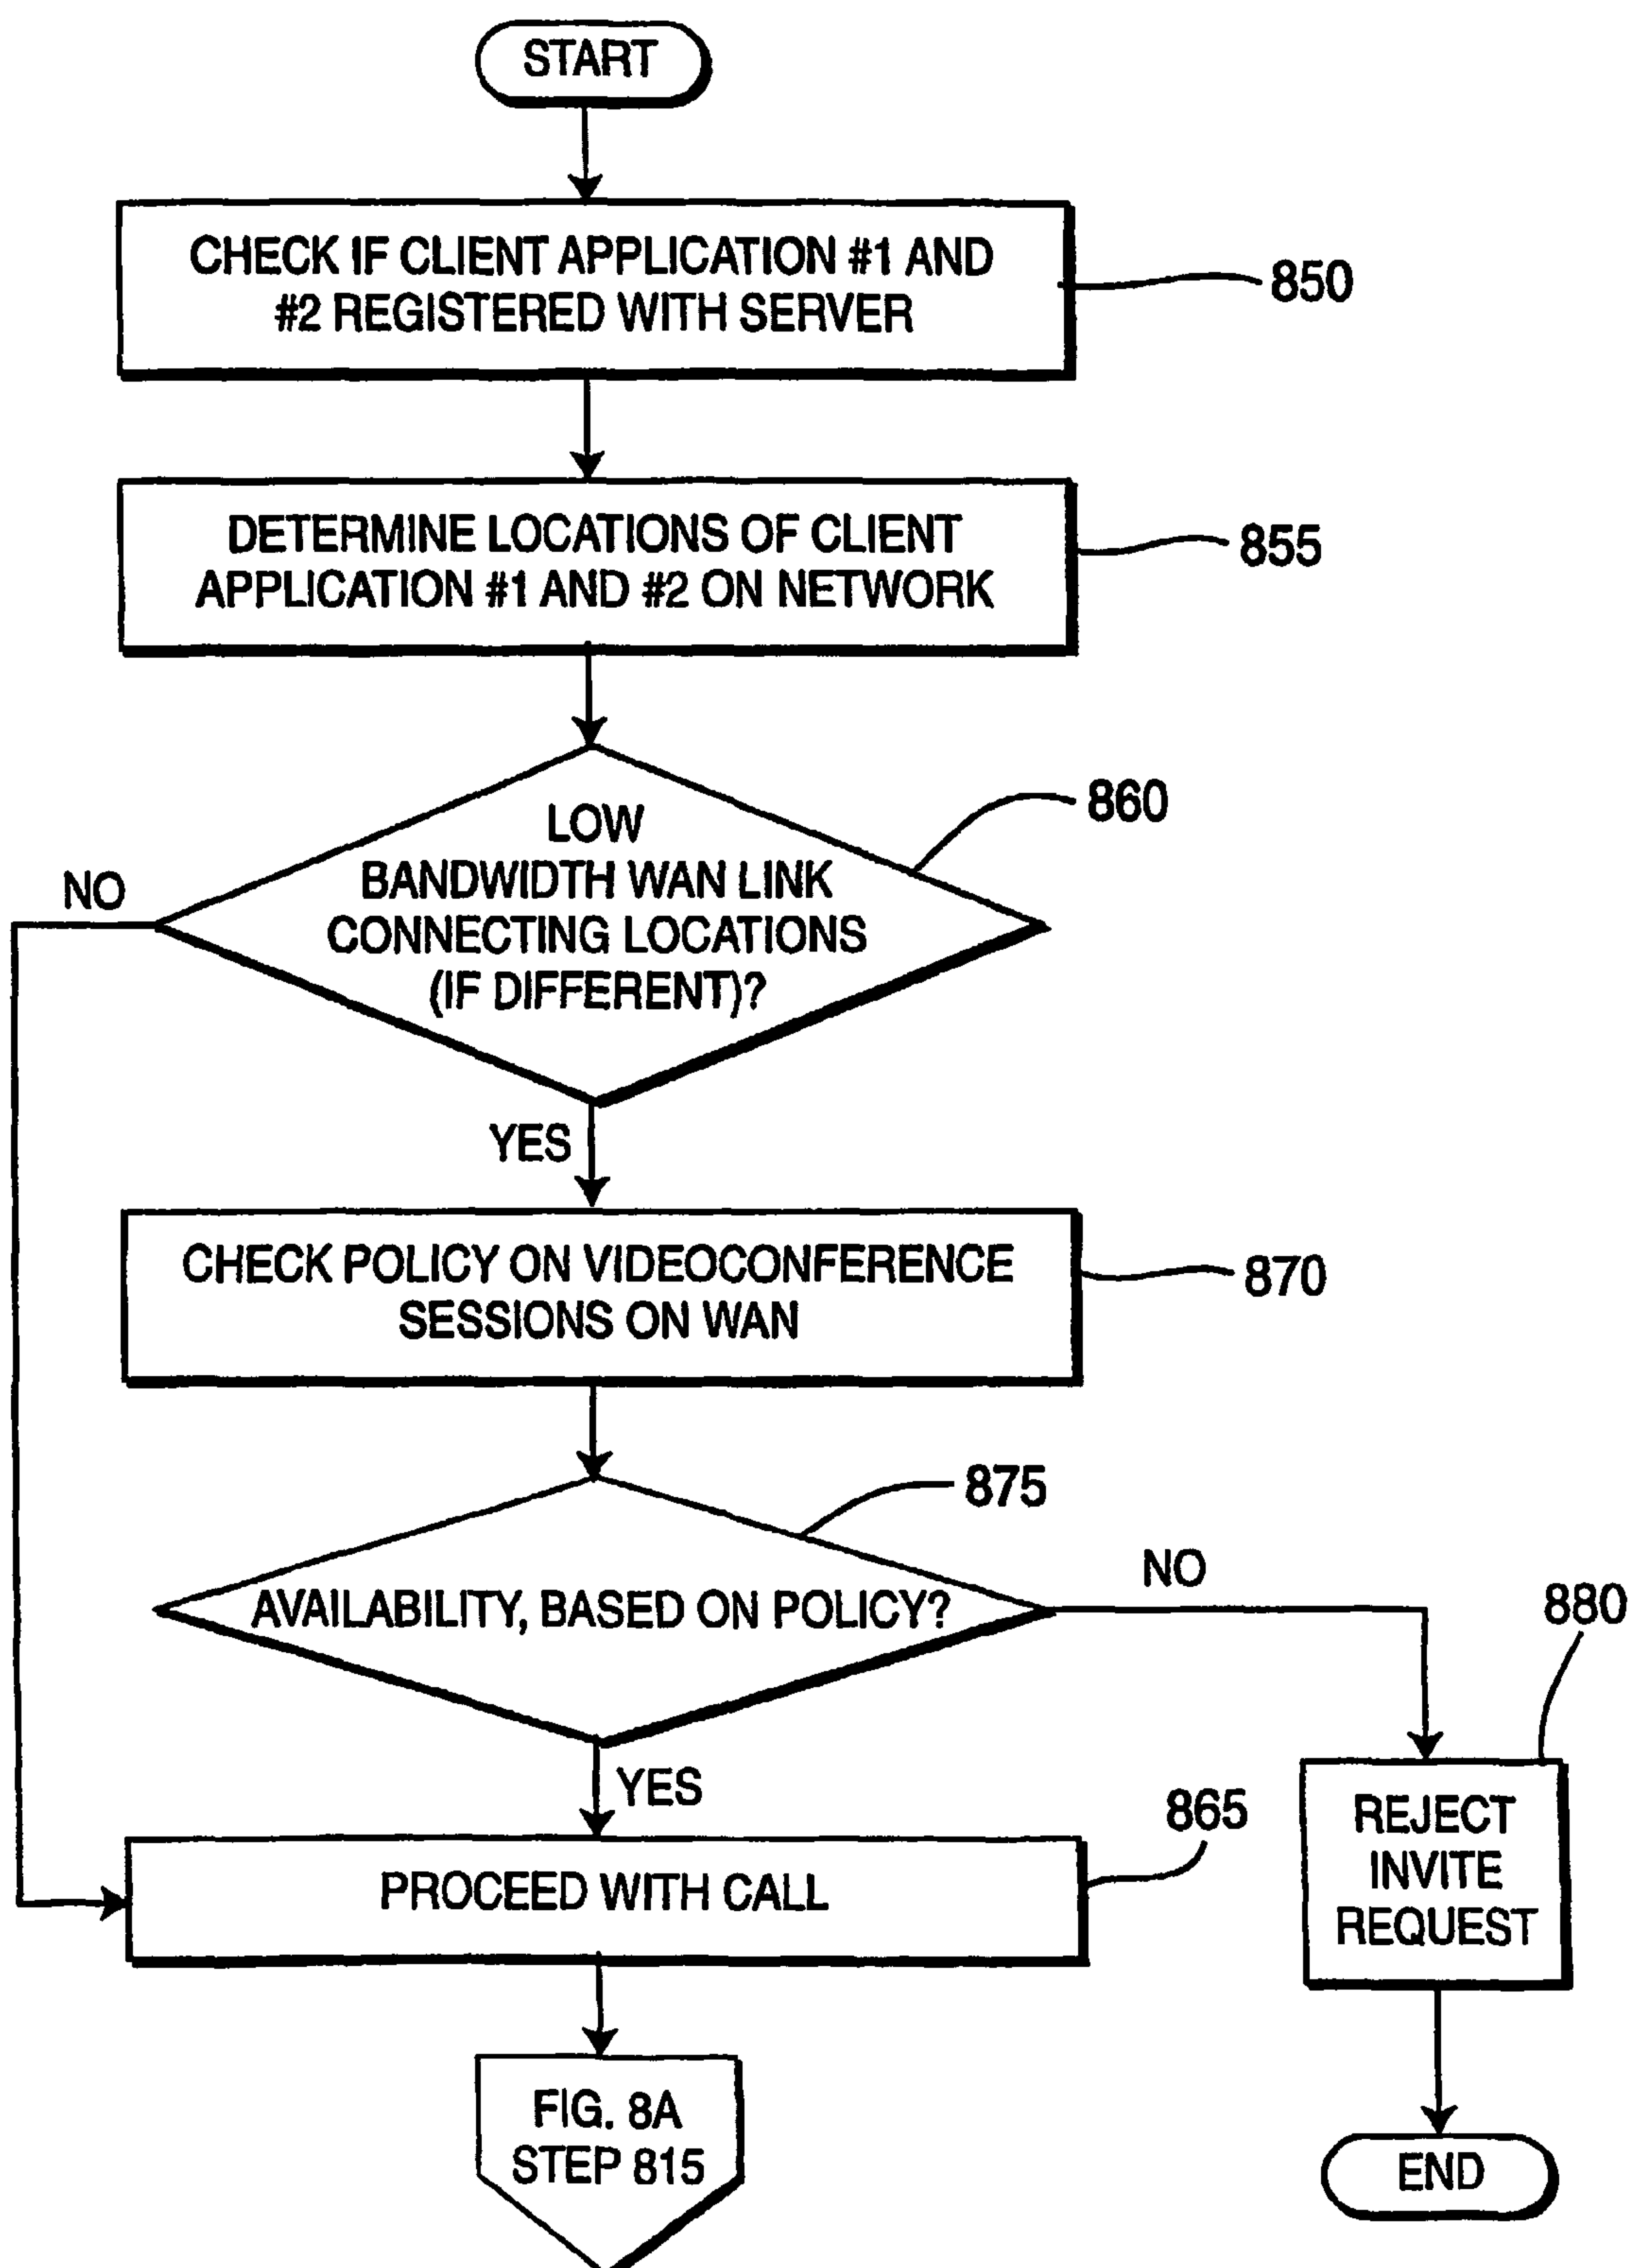 START
CHECK IF CLIENT APPLICATION #1 AND
#2 REGISTERED WITH SERVER
850
DETERMINE LOCATIONS OF CLIENT
APPLICATION #1 AND #2 ON NETWORK
855
LOW
BANDWIDTH WAN LINK
CONNECTING LOCATIONS
(IF DIFFERENT)?
860
NO
YES
CHECK POLICY ON VIDEOCONFERENCE
SESSIONS ON WAN
870
AVAILABILITY, BASED ON POLICY?
875
NO
YES
880
REJECT
INVITE
REQUEST
PROCEED WITH CALL
865
FIG. 8A
STEP 815
END